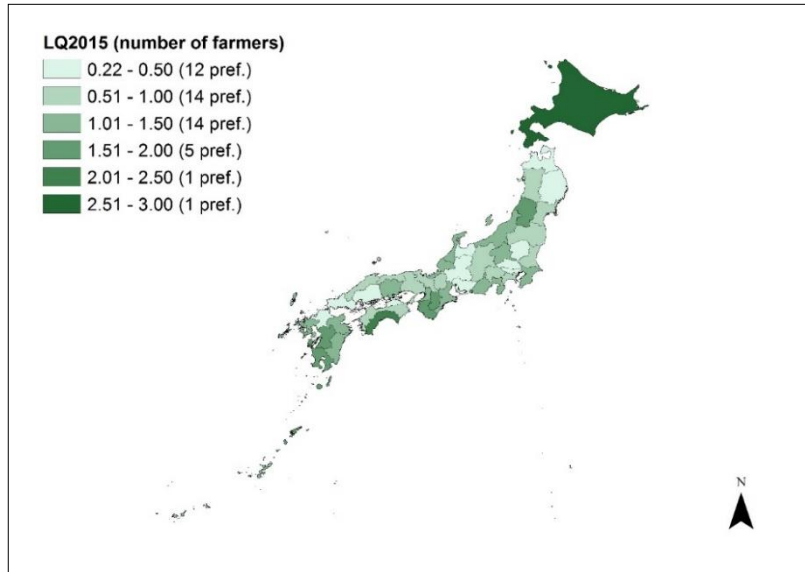 LQ2015 (number of farmers)
0.22 - 0.50 (12 pref.)
0.51 - 1.00 (14 pref.)
1.01 - 1.50 (14 pref.)
1.51 - 2.00 (5 pref.)
2.01 - 2.50 (1 pref.)
2.51 - 3.00 (1 pref.)
N